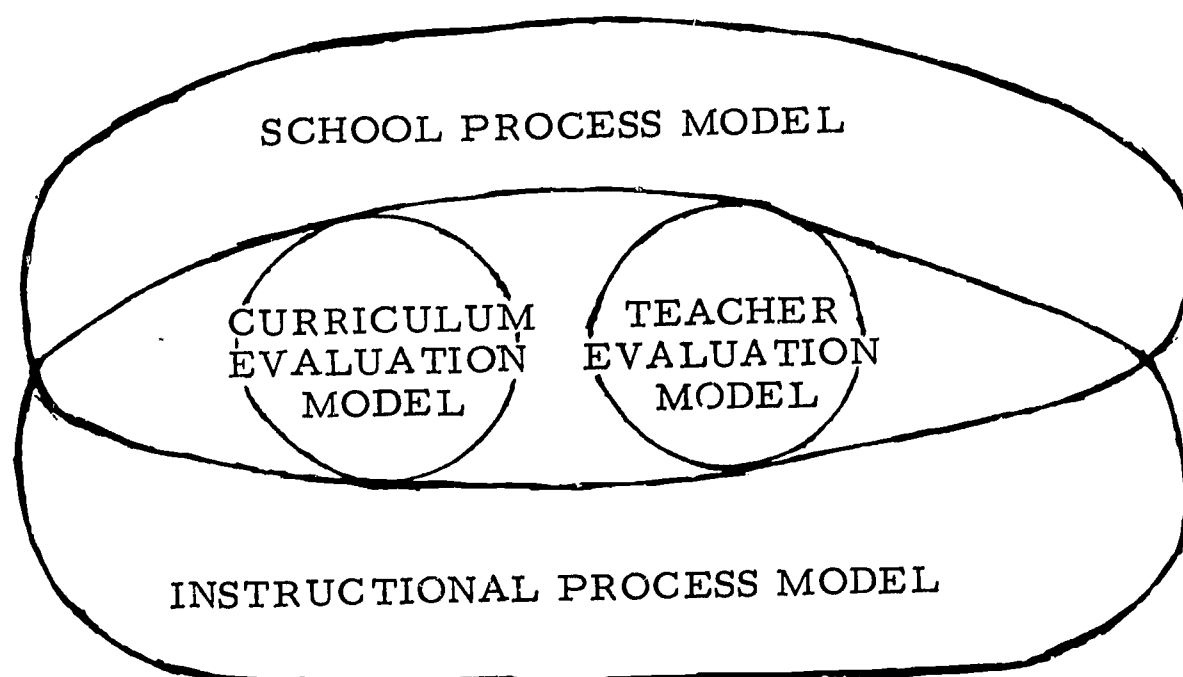 SCHOOL PROCESS MODEL
CURRICULUM
EVALUATION
MODEL
TEACHER
EVALUATION
MODEL
INSTRUCTIONAL PROCESS MODEL